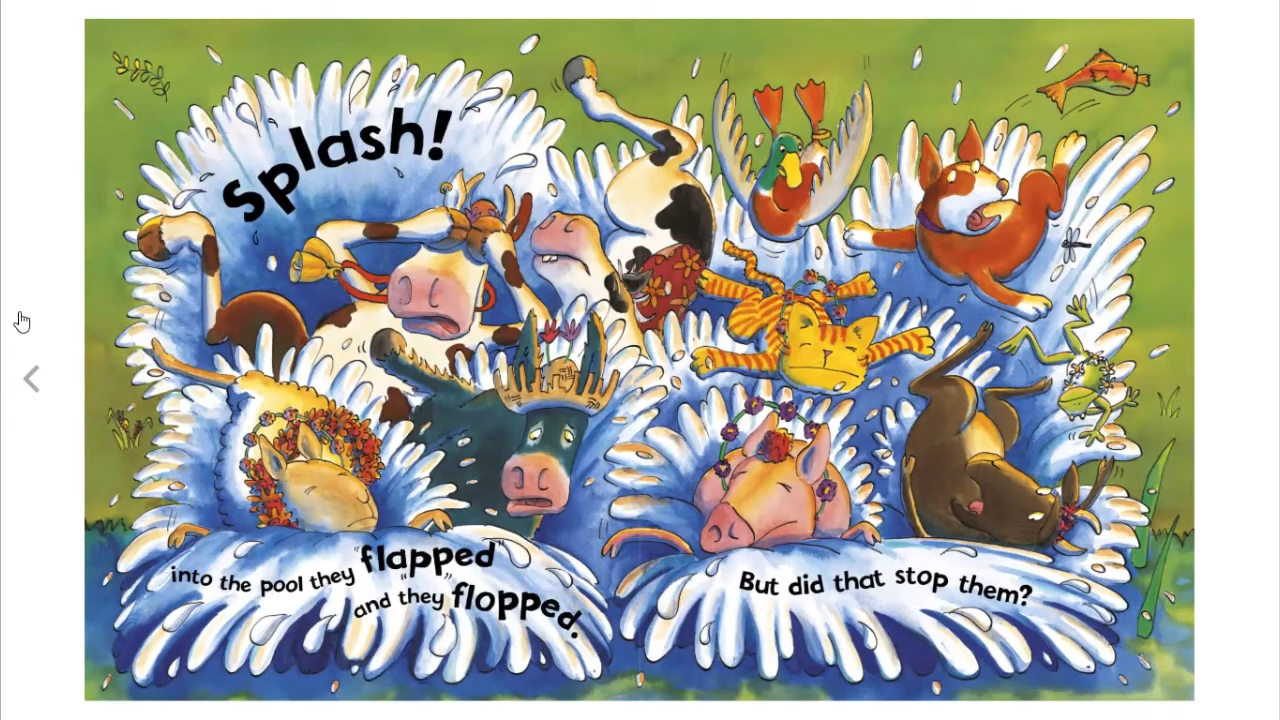 Splash!
into the pool they flapped
and they flopped.
But did that stop them?